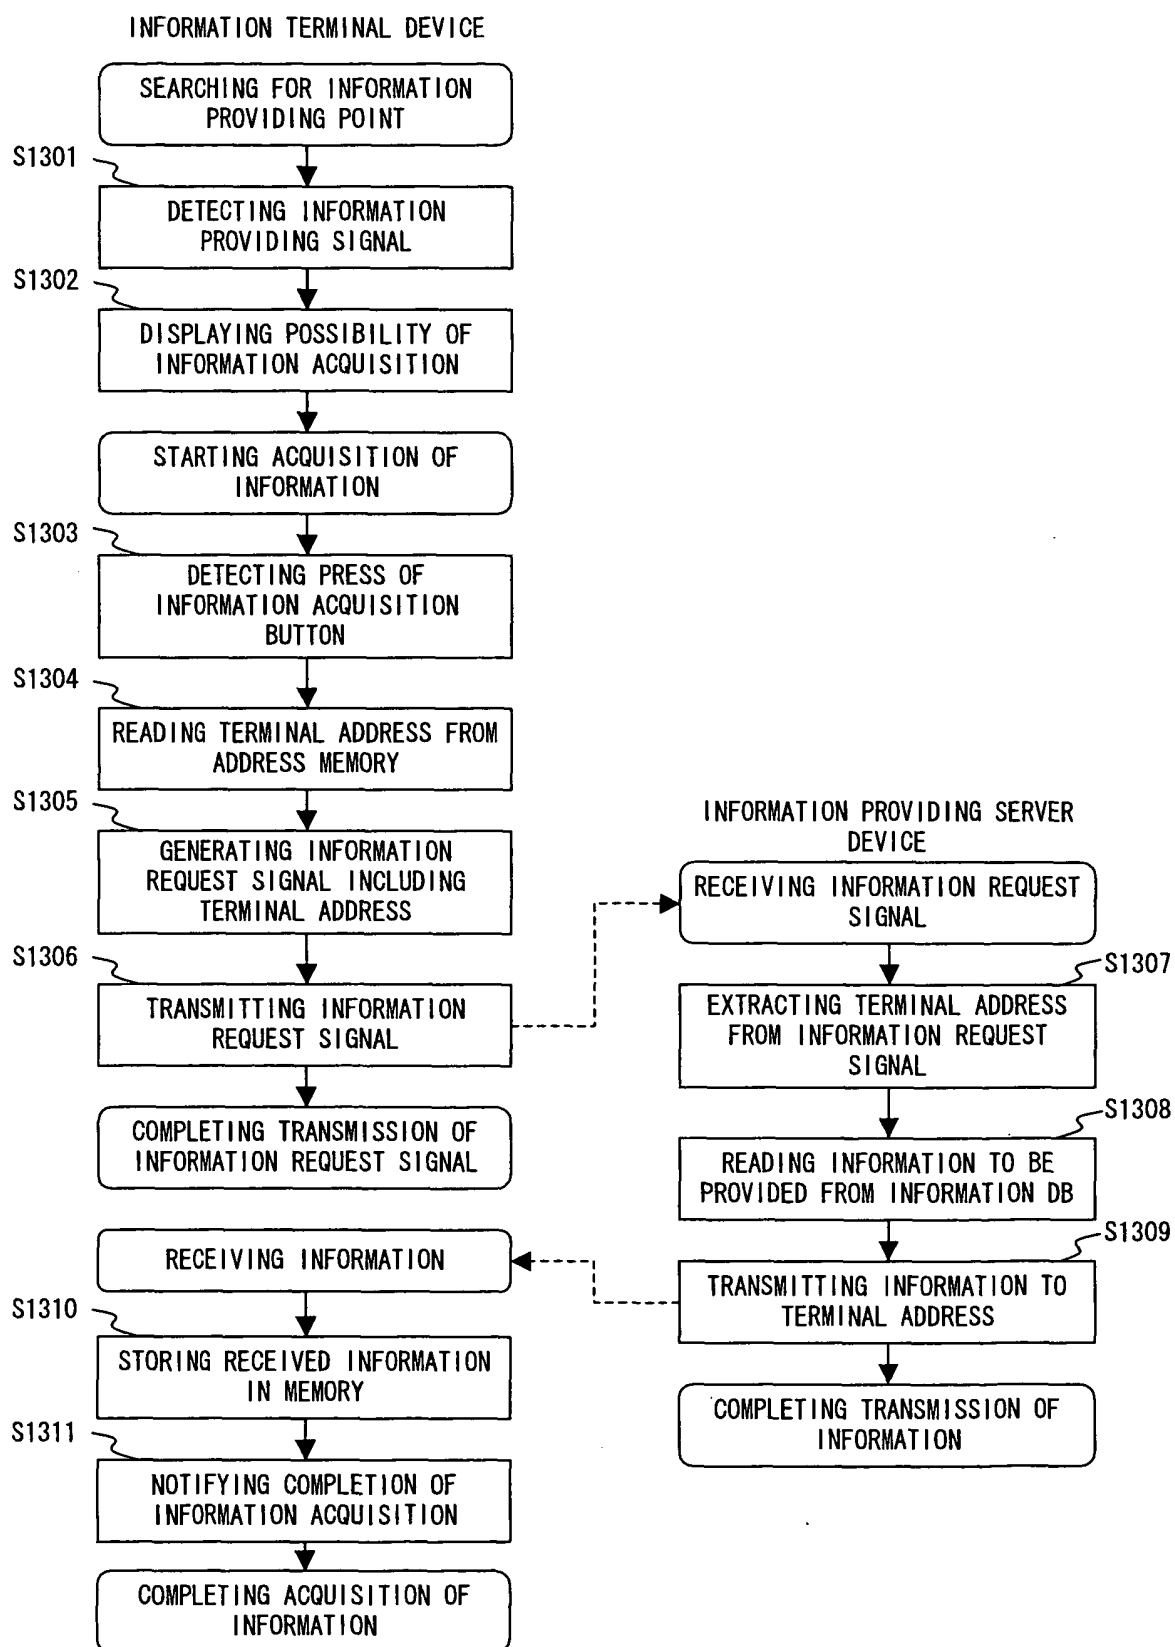 INFORMATION TERMINAL DEVICE
SEARCHING FOR INFORMATION
PROVIDING POINT
S1301
DETECTING INFORMATION
PROVIDING SIGNAL
S1302
DISPLAYING POSSIBILITY OF
INFORMATION ACQUISITION
STARTING ACQUISITION OF
INFORMATION
S1303
DETECTING PRESS OF
INFORMATION ACQUISITION
BUTTON
S1304
READING TERMINAL ADDRESS FROM
ADDRESS MEMORY
S1305
GENERATING INFORMATION
REQUEST SIGNAL INCLUDING
TERMINAL ADDRESS
S1306
TRANSMITTING INFORMATION
REQUEST SIGNAL
COMPLETING TRANSMISSION OF
INFORMATION REQUEST SIGNAL
INFORMATION PROVIDING SERVER
DEVICE
RECEIVING INFORMATION REQUEST
SIGNAL
S1307
EXTRACTING TERMINAL ADDRESS
FROM INFORMATION REQUEST
SIGNAL
S1308
READING INFORMATION TO BE
PROVIDED FROM INFORMATION DB
S1309
TRANSMITTING INFORMATION TO
TERMINAL ADDRESS
COMPLETING TRANSMISSION OF
INFORMATION
RECEIVING INFORMATION
S1310
STORING RECEIVED INFORMATION
IN MEMORY
S1311
NOTIFYING COMPLETION OF
INFORMATION ACQUISITION
COMPLETING ACQUISITION OF
INFORMATION